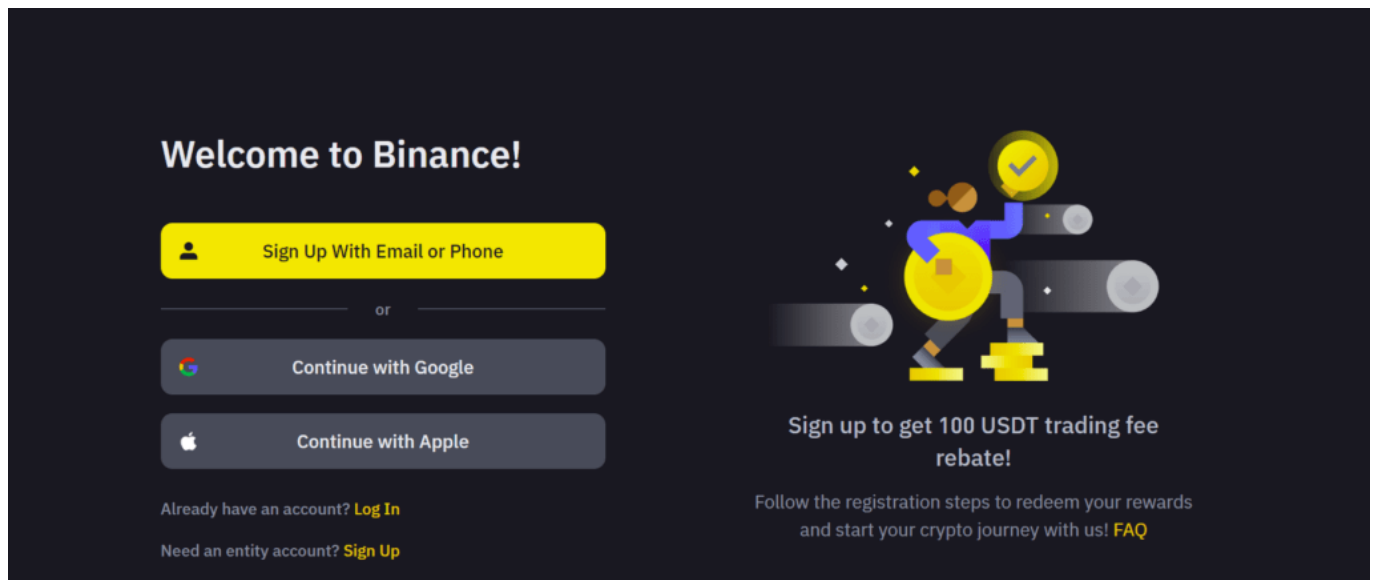 Welcome to Binance!
Sign Up With Email or Phone
or
Continue with Google
Continue with Apple
Already have an account? Log In
Need an entity account? Sign Up
Sign up to get 100 USDT trading fee
rebate!
Follow the registration steps to redeem your rewards
and start your crypto journey with us! FAQ